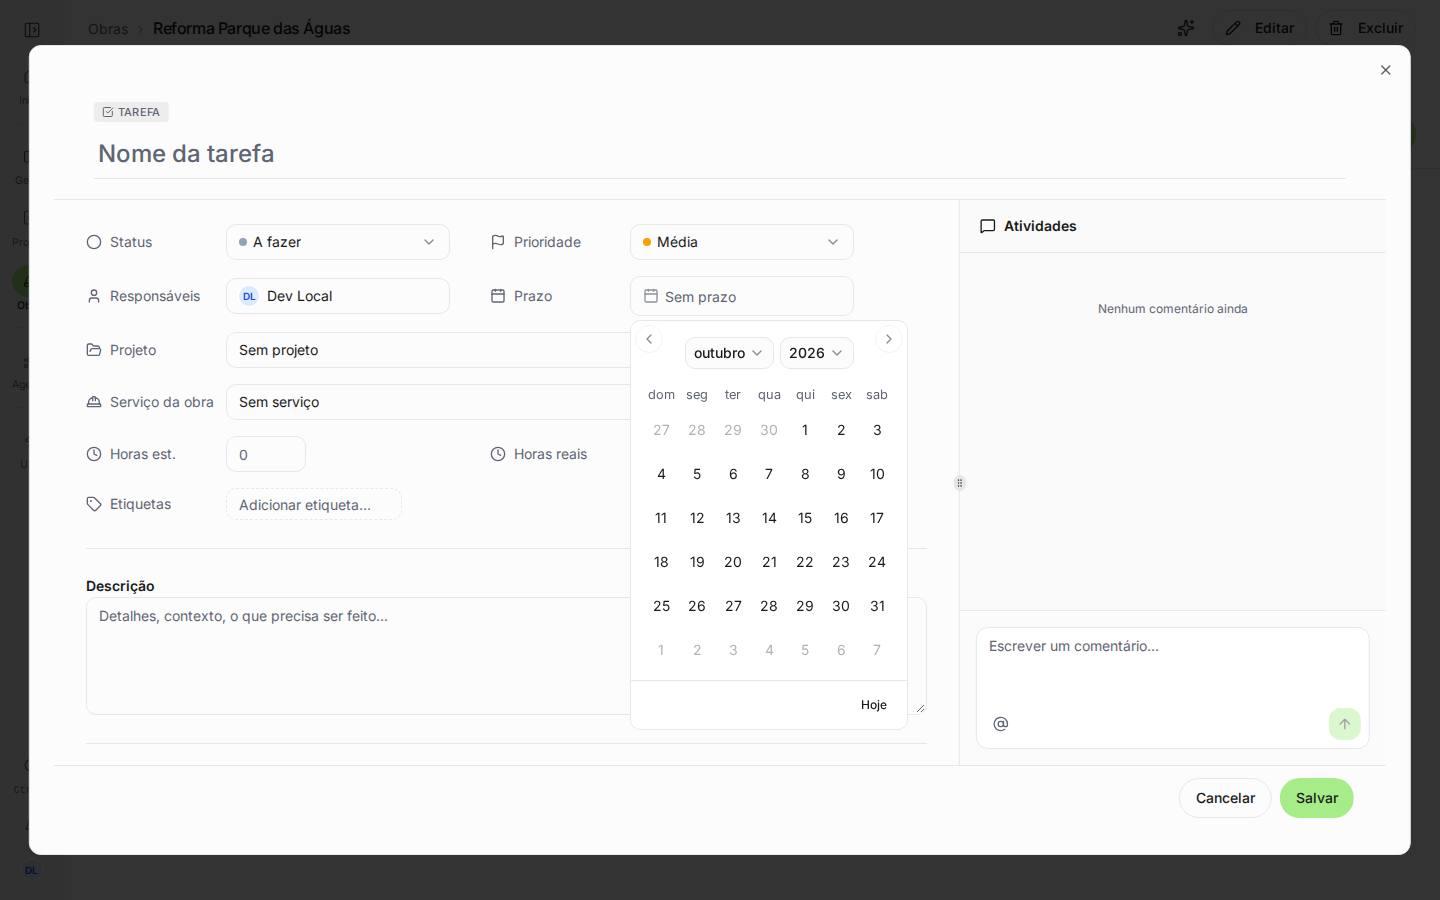 Obras > Reforma Parque das Águas
Editar
Excluir
TAREFA
Nome da tarefa
Status
A fazer
Prioridade
Média
Responsáveis
DL Dev Local
Prazo
Sem prazo
Projeto
Sem projeto
Serviço da obra
Sem serviço
Horas est.
0
Horas reais
Etiquetas
Adicionar etiqueta...
outubro 2026
dom seg ter qua qui sex sab
27 28 29 30 1 2 3
4 5 6 7 8 9 10
11 12 13 14 15 16 17
18 19 20 21 22 23 24
25 26 27 28 29 30 31
1 2 3 4 5 6 7
Hoje
Descrição
Detalhes, contexto, o que precisa ser feito...
Atividades
Nenhum comentário ainda
Escrever um comentário...
@
Cancelar
Salvar
DL